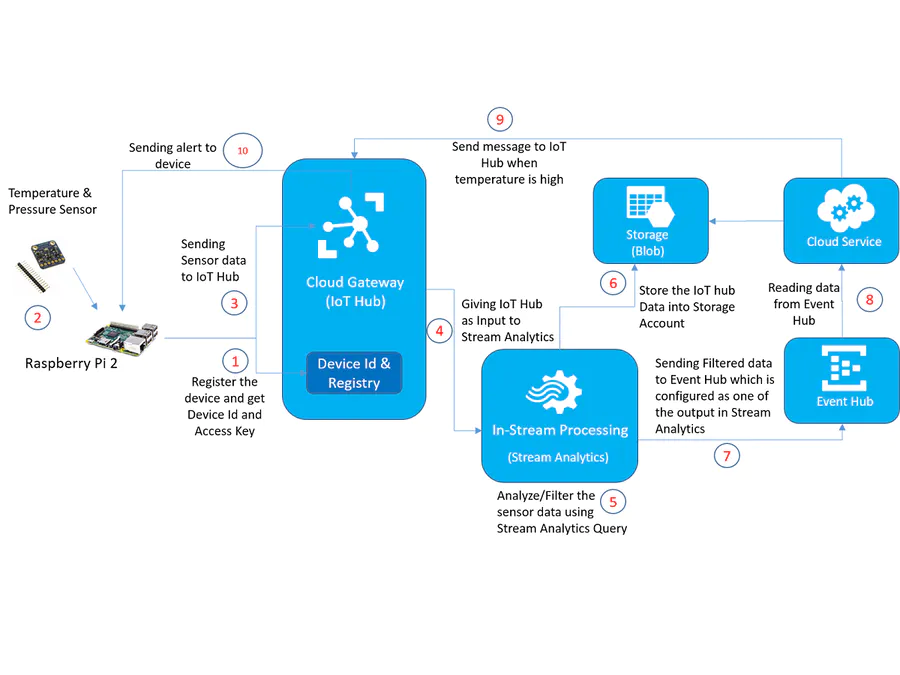 9
Send message to IoT
Hub when
temperature is high
Sending alert to
device
10
Temperature &
Pressure Sensor
2
Raspberry Pi 2
Sending
Sensor data
to IoT Hub
3
1
Register the
device and get
Device Id and
Access Key
Cloud Gateway
(IoT Hub)
Device Id &
Registry
4
Giving IoT Hub
as Input to
Stream Analytics
In-Stream Processing
(Stream Analytics)
Analyze/Filter the
sensor data using
Stream Analytics Query
5
Storage
(Blob)
6
Store the IoT hub
Data into Storage
Account
Sending Filtered data
to Event Hub which is
configured as one of
the output in Stream
Analytics
7
Cloud Service
Reading data
from Event
Hub
8
Event Hub